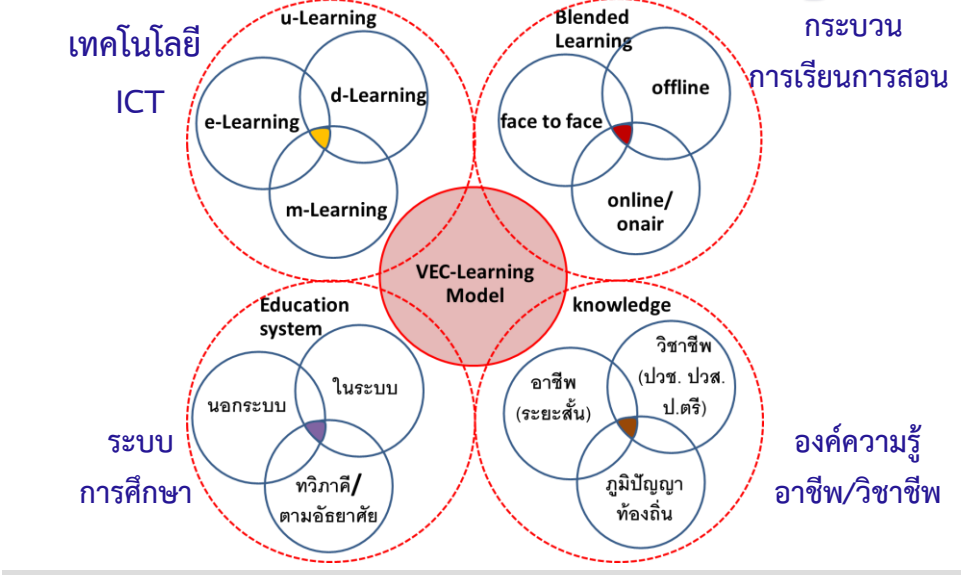 เทคโนโลยี
ICT
u-Learning
d-Learning
e-Learning
m-Learning
Blended
Learning
offline
face to face
online/
onair
กระบวน
การเรียนการสอน
VEC-Learning
Model
Education
system
ในระบบ
นอกระบบ
ทวิภาคี/
ตามอัธยาศัย
ระบบ
การศึกษา
knowledge
วิชาชีพ
(ปวช. ปวส.
ป.ตรี)
อาชีพ
(ระยะสั้น)
ภูมิปัญญา
ท้องถิ่น
องค์ความรู้
อาชีพ/วิชาชีพ